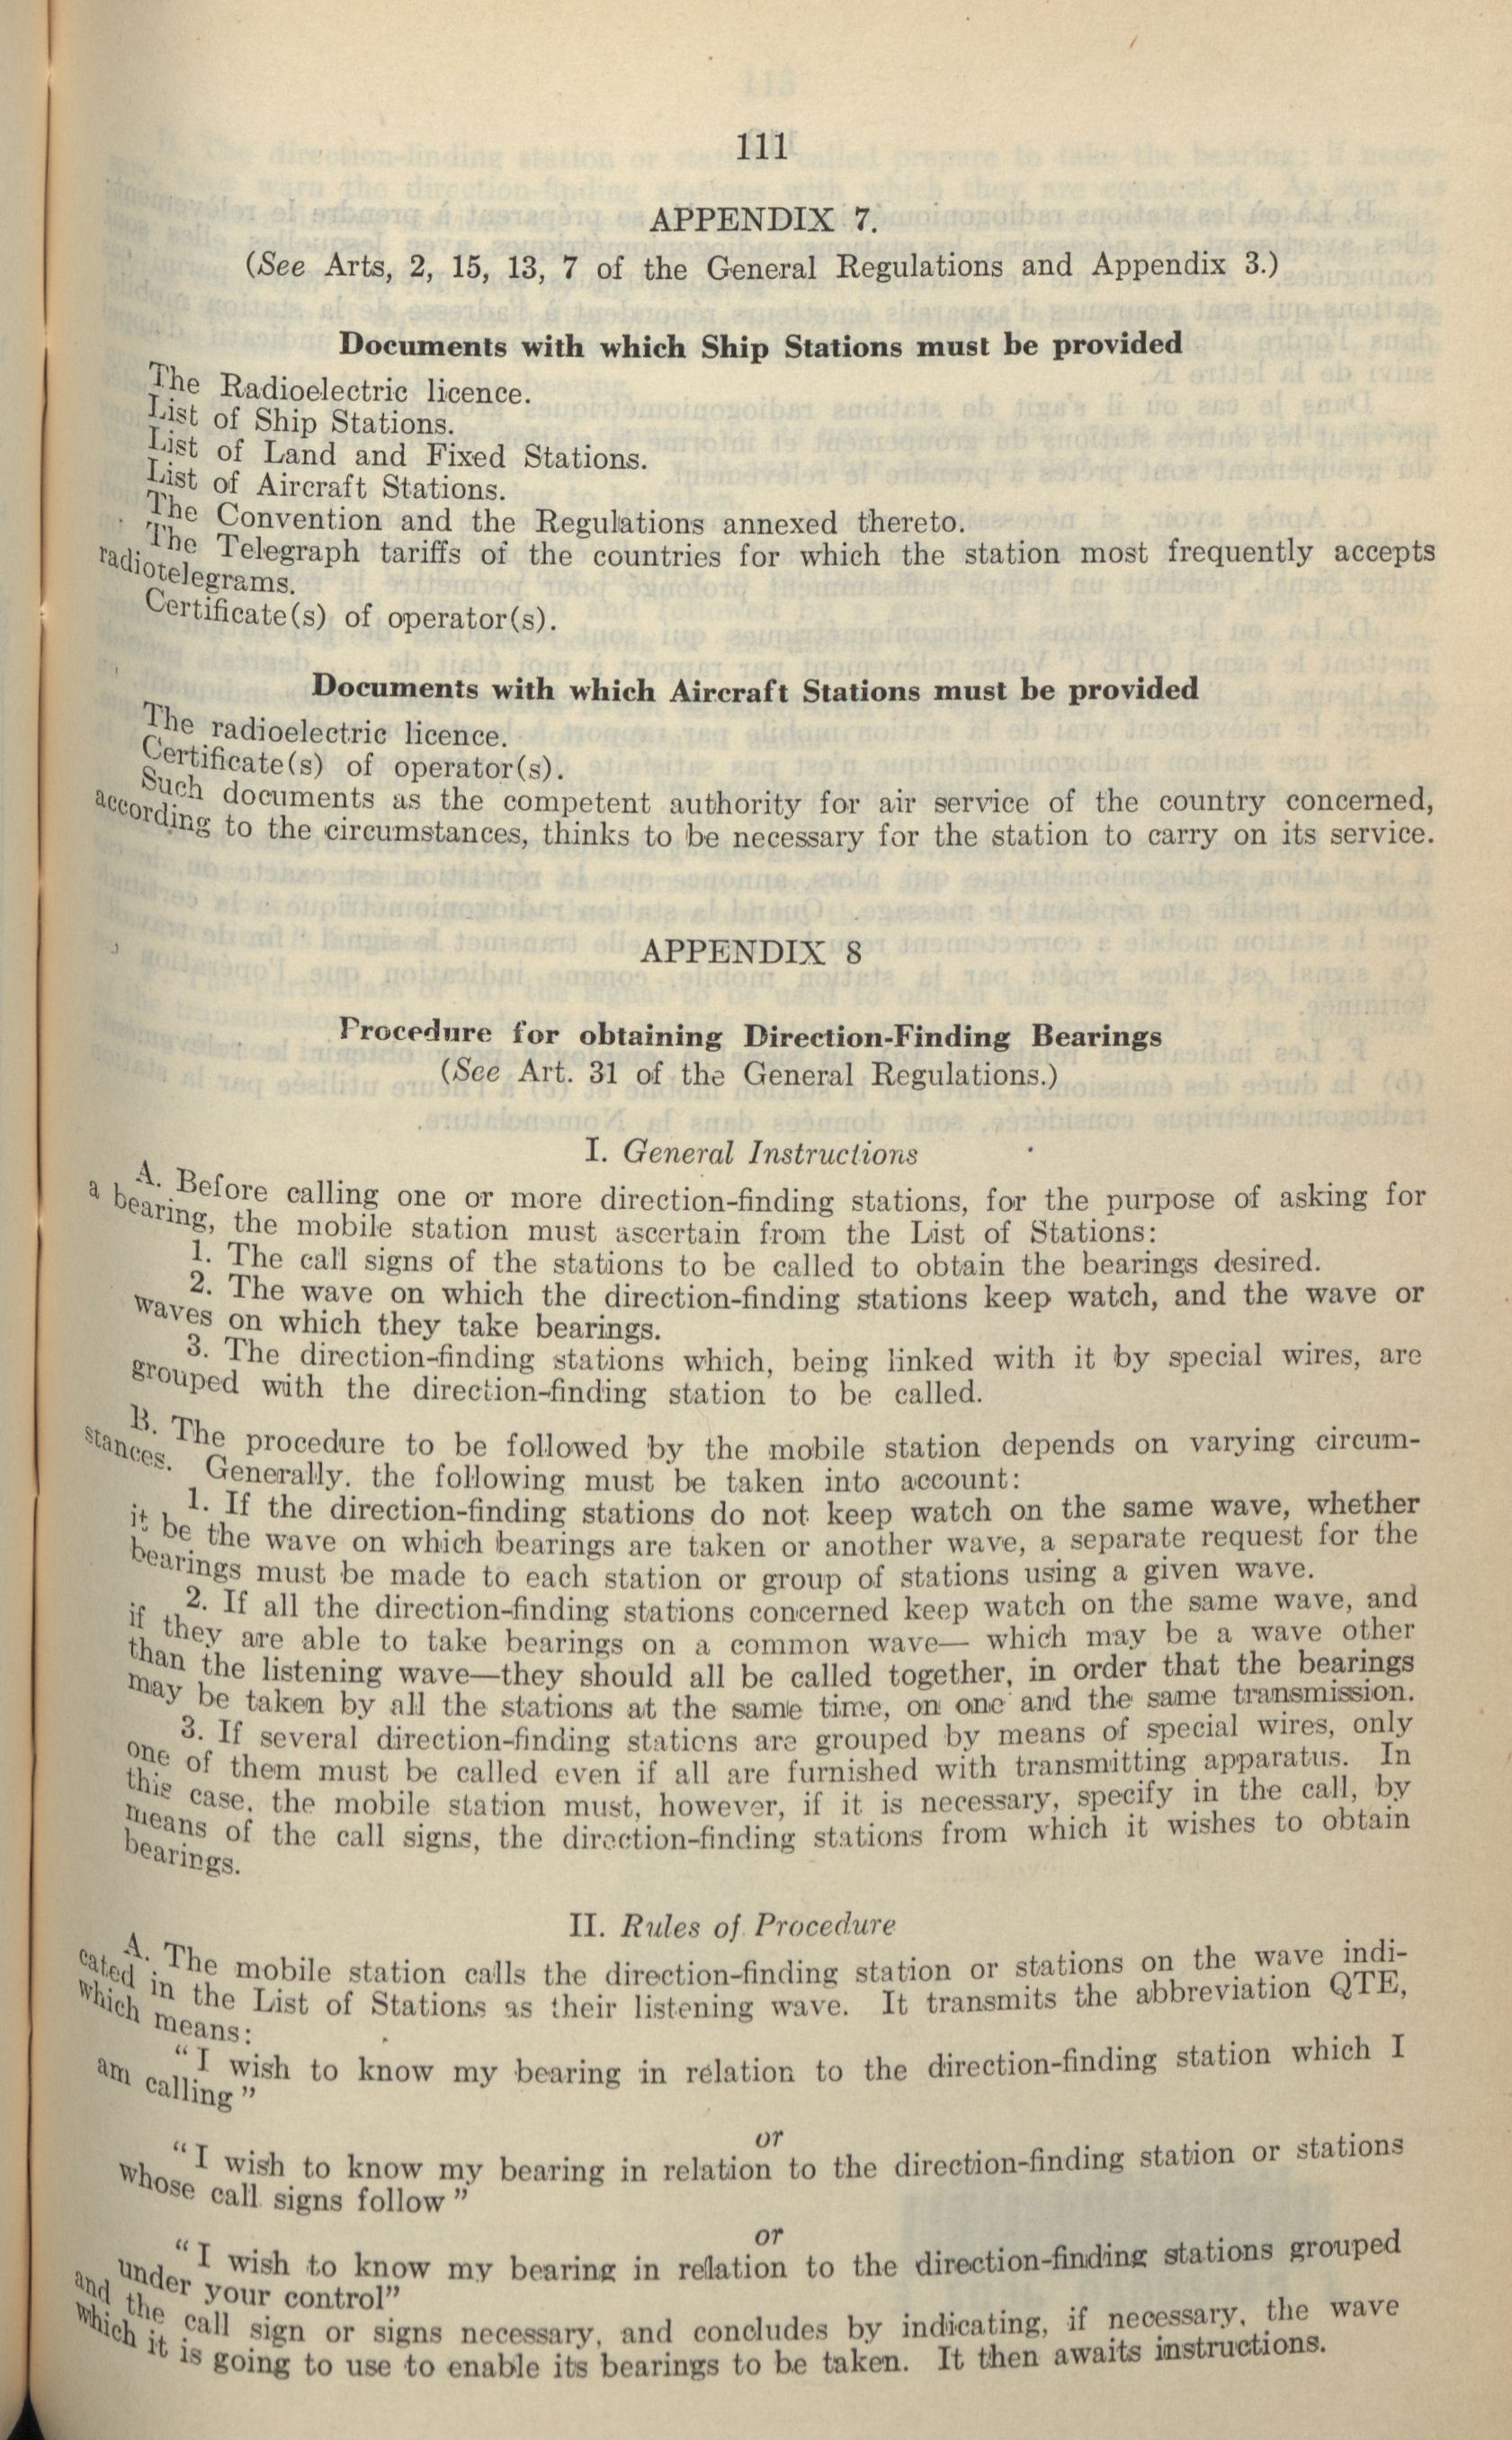 111
APPENDIX 7.
(See Arts, 2, 15, 13, 7 of the General Regulations and Appendix 3.)
Documents with which Ship Stations must be provided
The Radioelectric licence.
List of Ship Stations.
List of Land and Fixed Stations.
List of Aircraft Stations.
The Convention and the Regulations annexed thereto.
The Telegraph tariffs of the countries for which the station most frequently accepts
radiotelegrams.
Certificate(s) of operator(s).
Documents with which Aircraft Stations must be provided
The radioelectric licence.
Certificate(s) of operator(s).
Such documents as the competent authority for air service of the country concerned,
according to the circumstances, thinks to be necessary for the station to carry on its service.
APPENDIX 8
Procedure for obtaining Direction-Finding Bearings
(See Art. 31 of the General Regulations.)
I. General Instructions
A. Before calling one or more direction-finding stations, for the purpose of asking for
a bearing, the mobile station must ascertain from the List of Stations:
1. The call signs of the stations to be called to obtain the bearings desired.
2. The wave on which the direction-finding stations keep watch, and the wave or
waves on which they take bearings.
3. The direction-finding stations which, being linked with it by special wires, are
grouped with the direction-finding station to be called.
B. The procedure to be followed by the mobile station depends on varying circum-
stances. Generally. the following must be taken into account:
1. If the direction-finding stations do not keep watch on the same wave, whether
it be the wave on which bearings are taken or another wave, a separate request for the
bearings must be made to each station or group of stations using a given wave.
2. If all the direction-finding stations concerned keep watch on the same wave, and
if they are able to take bearings on a common wave— which may be a wave other
than the listening wave—they should all be called together, in order that the bearings
may be taken by all the stations at the same time, on one and the same transmission.
3. If several direction-finding stations are grouped by means of special wires, only
one of them must be called even if all are furnished with transmitting apparatus. In
this case, the mobile station must, however, if it is necessary, specify in the call, by
means of the call signs, the direction-finding stations from which it wishes to obtain
bearings.
II. Rules of Procedure
A. The mobile station calls the direction-finding station or stations on the wave indi-
cated in the List of Stations as their listening wave. It transmits the abbreviation QTE,
which means:
"I wish to know my bearing in relation to the direction-finding station which I
am calling"
or
"I wish to know my bearing in relation to the direction-finding station or stations
whose call signs follow"
or
"I wish to know my bearing in relation to the direction-finding stations grouped
under your control"
and the call sign or signs necessary, and concludes by indicating, if necessary, the wave
which it is going to use to enable its bearings to be taken. It then awaits instructions.